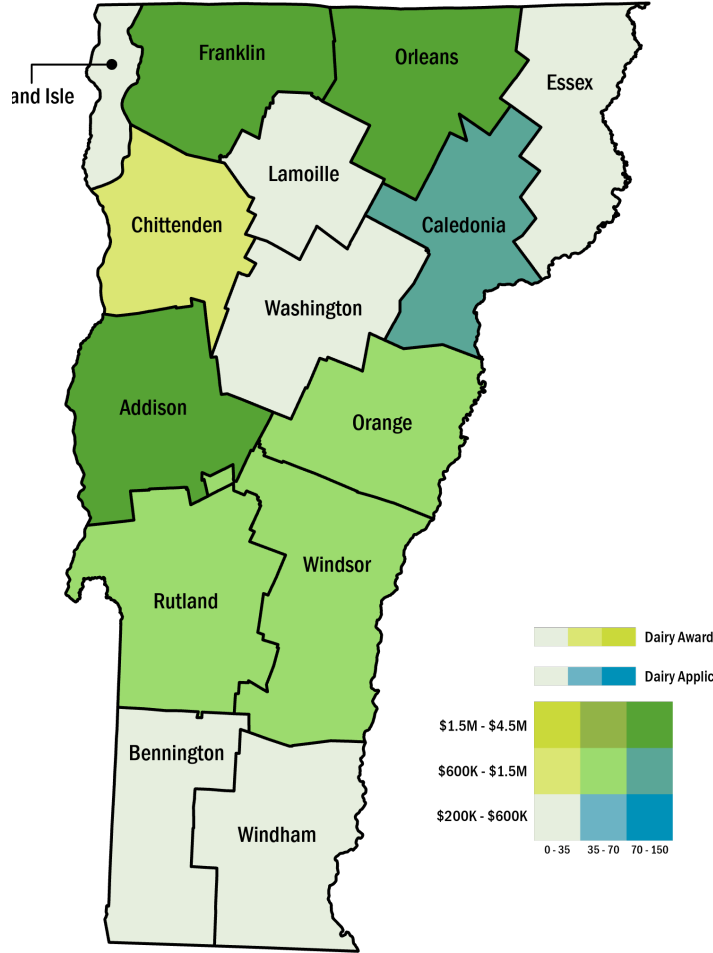 Franklin
Orleans
Essex
and Isle
Lamoille
Chittenden
Caledonia
Washington
Addison
Orange
Windsor
Rutland
Dairy Award
Dairy Applic
$1.5M - $4.5M
Bennington
$600K - $1.5M
$200K - $600K
Windham
0 - 35 35 - 70 70 - 150